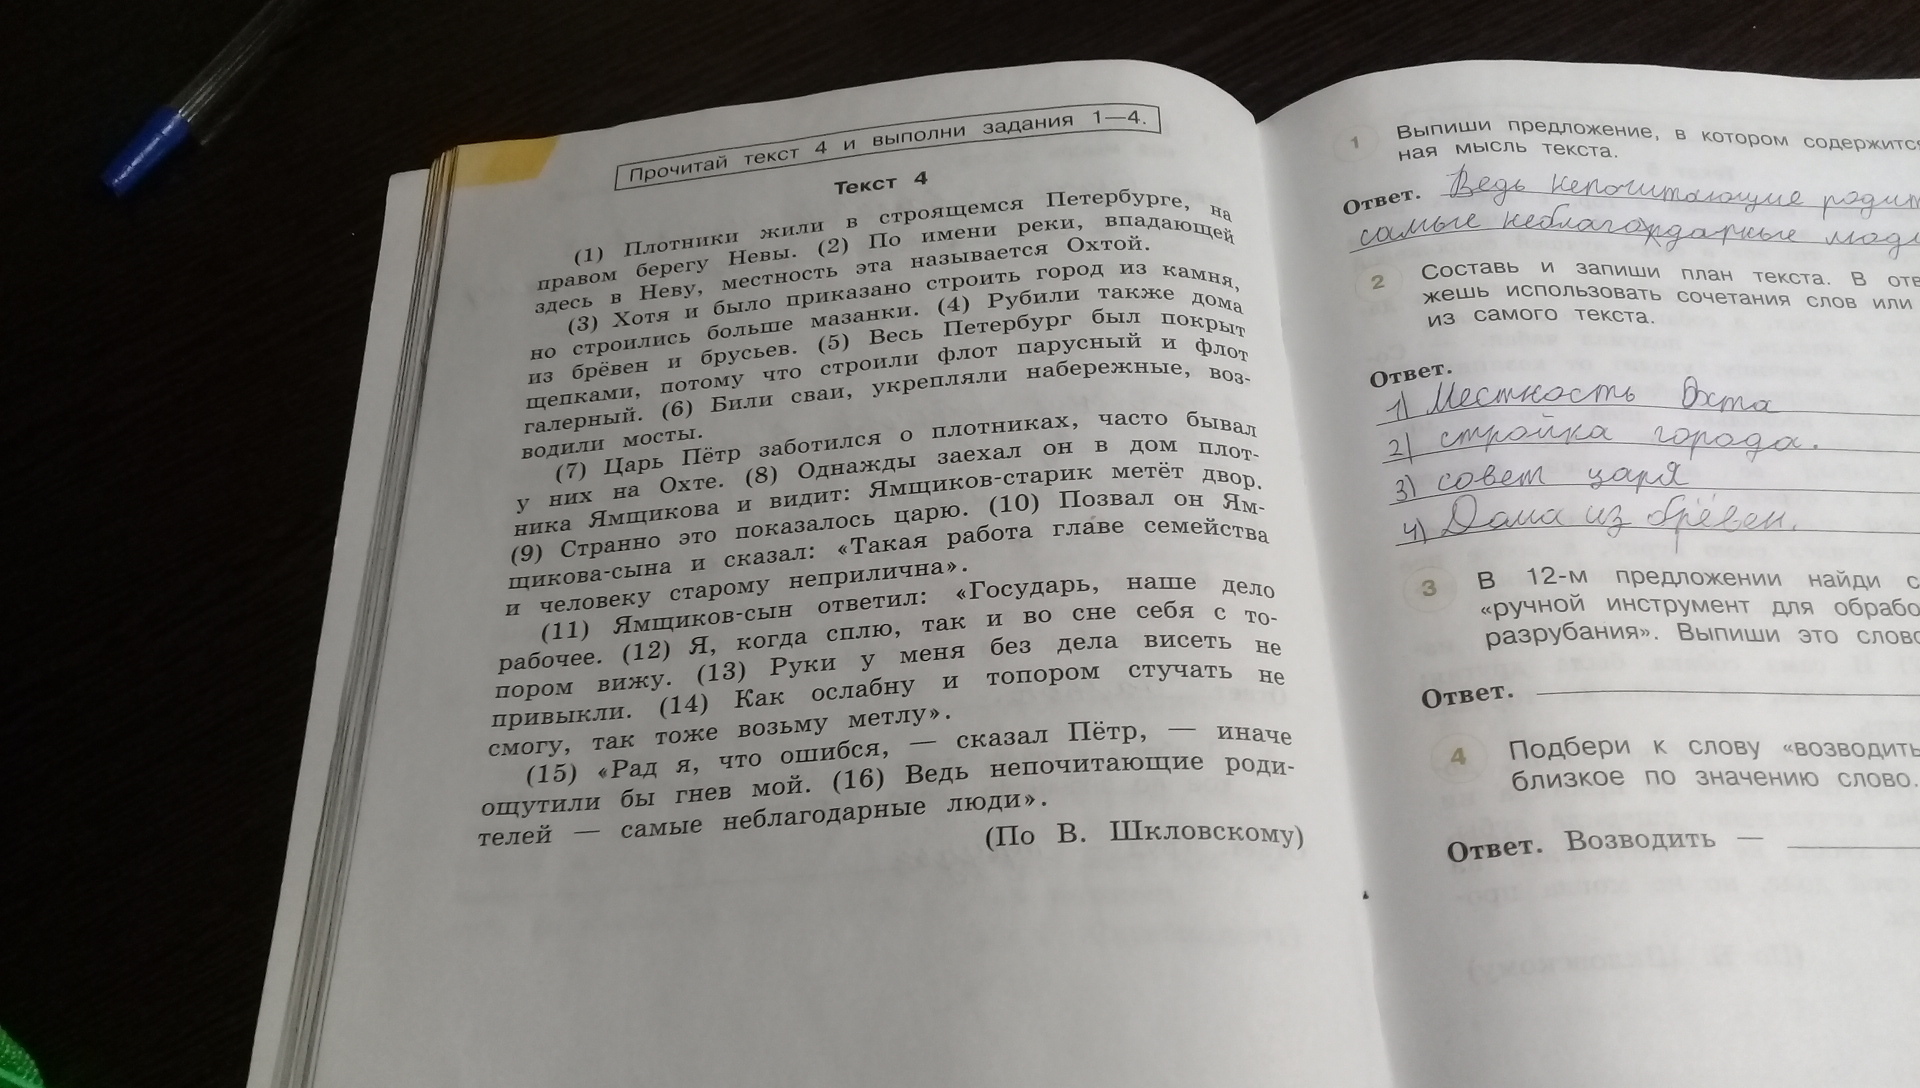 Прочитай текст 4 и выполни задания 1—4.
Текст 4
(1) Плотники жили в строящемся Петербурге, на
правом берегу Невы. (2) По имени реки, впадающей
здесь в Неву, местность эта называется Охтой.
(3) Хотя и было приказано строить город из камня,
но строились больше мазанки. (4) Рубили также дома
из брёвен и брусьев. (5) Весь Петербург был покрыт
щепками, потому что строили флот парусный и флот
галерный. (6) Били сваи, укрепляли набережные, воз-
водили мосты.
(7) Царь Пётр заботился о плотниках, часто бывал
у них на Охте. (8) Однажды заехал он в дом плот-
ника Ямщикова и видит: Ямщиков-старик метёт двор.
(9) Странно это показалось царю. (10) Позвал он Ям-
щикова-сына и сказал: «Такая работа главе семейства
и человеку старому неприлична».
(11) Ямщиков-сын ответил: «Государь, наше дело
рабочее. (12) Я, когда сплю, так и во сне себя с то-
пором вижу. (13) Руки у меня без дела висеть не
привыкли. (14) Как ослабну и топором стучать не
смогу, так тоже возьму метлу».
(15) «Рад я, что ошибся, — сказал Пётр, — иначе
ощутили бы гнев мой. (16) Ведь непочитающие роди-
телей — самые неблагодарные люди».
(По В. Шкловскому)
1 Выпиши предложение, в котором содержится
ная мысль текста.
Ответ. Ведь непочитающие родит
самые неблагордарные люди
2 Составь и запиши план текста. В отве
жешь использовать сочетания слов или
из самого текста.
Ответ.
1) Местность Охта
2) стройка города.
3) совет царя
4) Дома из брёвен.
3 В 12-м предложении найди с
«ручной инструмент для обрабо
разрубания». Выпиши это слово
Ответ.
4 Подбери к слову «возводить
близкое по значению слово.
Ответ. Возводить —